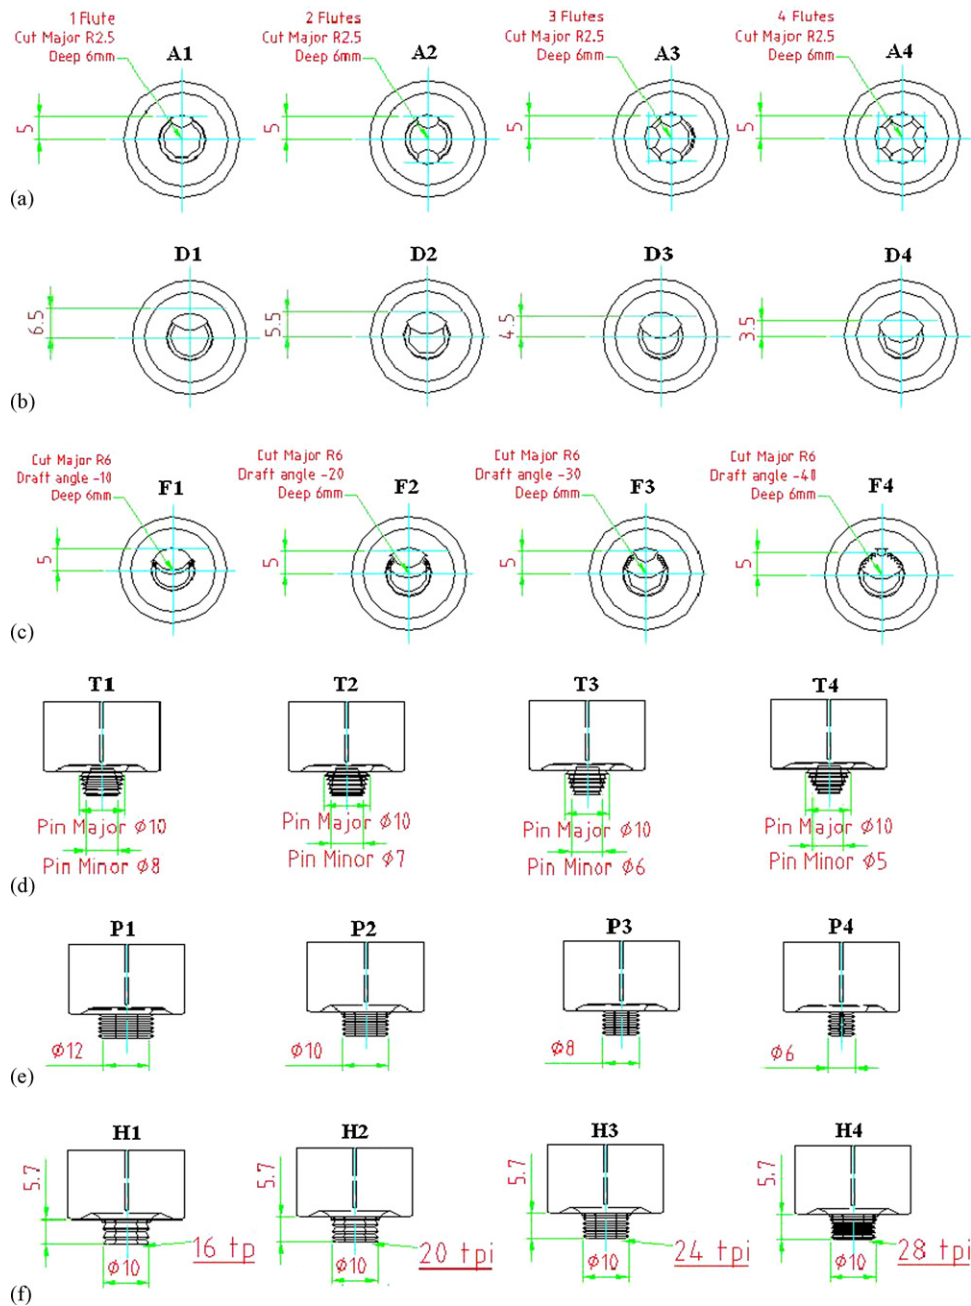 1 Flute
Cut Major R2.5
Deep 6mm
A1
5
2 Flutes
Cut Major R2.5
Deep 6mm
A2
5
3 Flutes
Cut Major R2.5
Deep 6mm
A3
5
4 Flutes
Cut Major R2.5
Deep 6mm
A4
5
(a)
D1
6.5
D2
5.5
D3
4.5
D4
3.5
(b)
Cut Major R6
Draft angle -10
Deep 6mm
F1
5
Cut Major R6
Draft angle -20
Deep 6mm
F2
5
Cut Major R6
Draft angle -30
Deep 6mm
F3
5
Cut Major R6
Draft angle -40
Deep 6mm
F4
5
(c)
T1
Pin Major ϕ10
Pin Minor ϕ8
T2
Pin Major ϕ10
Pin Minor ϕ7
T3
Pin Major ϕ10
Pin Minor ϕ6
T4
Pin Major ϕ10
Pin Minor ϕ5
(d)
P1
ϕ12
P2
ϕ10
P3
ϕ8
P4
ϕ6
(e)
H1
5.7
16 tp
ϕ10
H2
5.7
20 tpi
ϕ10
H3
5.7
24 tpi
ϕ10
H4
5.7
28 tpi
ϕ10
(f)